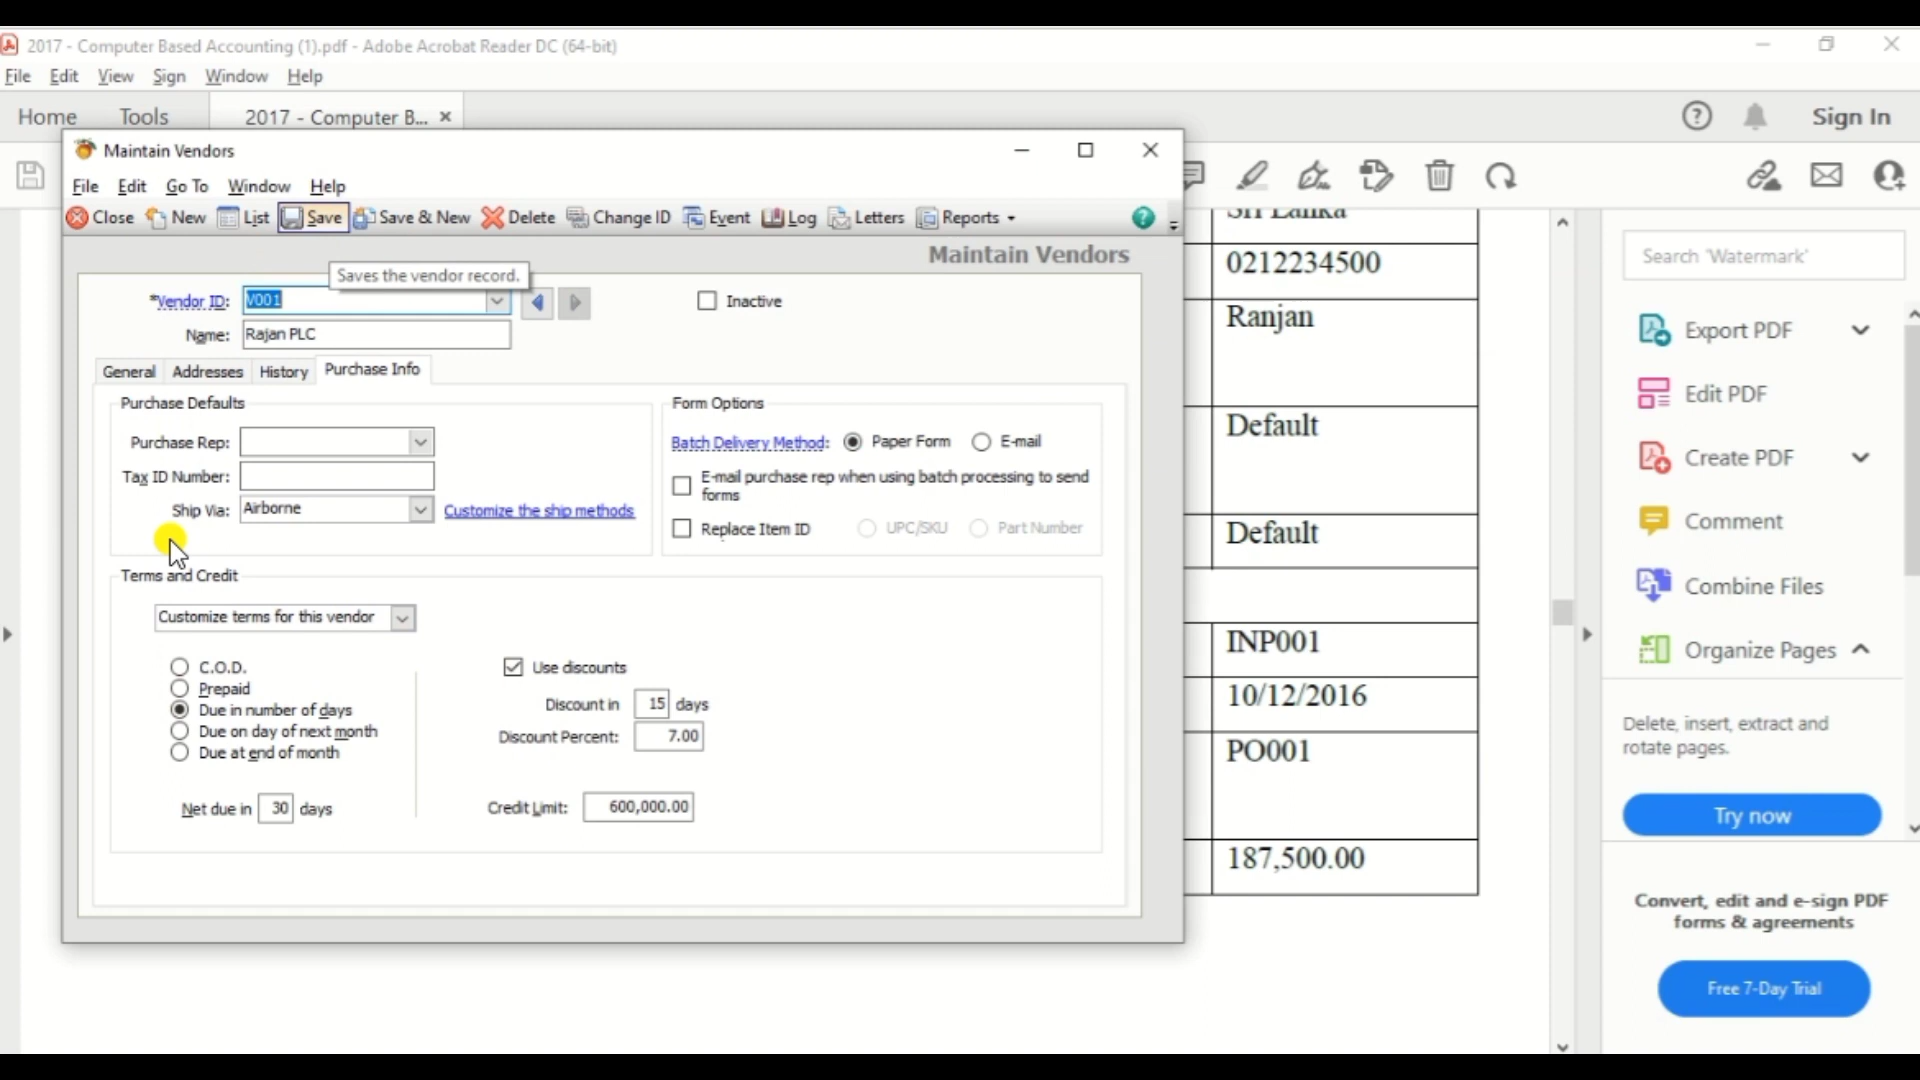 2017 - Computer Based Accounting (1).pdf - Adobe Acrobat Reader DC (64-bit)
File Edit View Sign Window Help
Home Tools 2017 - Computer B... Sign In
Maintain Vendors
File Edit Go To Window Help
Close New List Save Save & New Delete Change ID Event Log Letters Reports
Maintain Vendors
Saves the vendor record.
*Vendor ID: V001 Inactive
Name: Rajan PLC
General Addresses History Purchase Info
Purchase Defaults Form Options
Purchase Rep: Batch Delivery Method: Paper Form E-mail
Tax ID Number: E-mail purchase rep when using batch processing to send
forms
Ship Via: Airborne Customize the ship methods
Replace Item ID UPC/SKU Part Number
Terms and Credit
Customize terms for this vendor
C.O.D. Use discounts
Prepaid
Discount in 15 days
Due in number of days
Due on day of next month
Discount Percent: 7.00
Due at end of month
Net due in 30 days Credit Limit: 600,000.00
Sri Lanka
0212234500
Ranjan
Default
Default
INP001
10/12/2016
PO001
187,500.00
Search 'Watermark'
Export PDF
Edit PDF
Create PDF
Comment
Combine Files
Organize Pages
Delete, insert, extract and
rotate pages.
Try now
Convert, edit and e-sign PDF
forms & agreements
Free 7-Day Trial